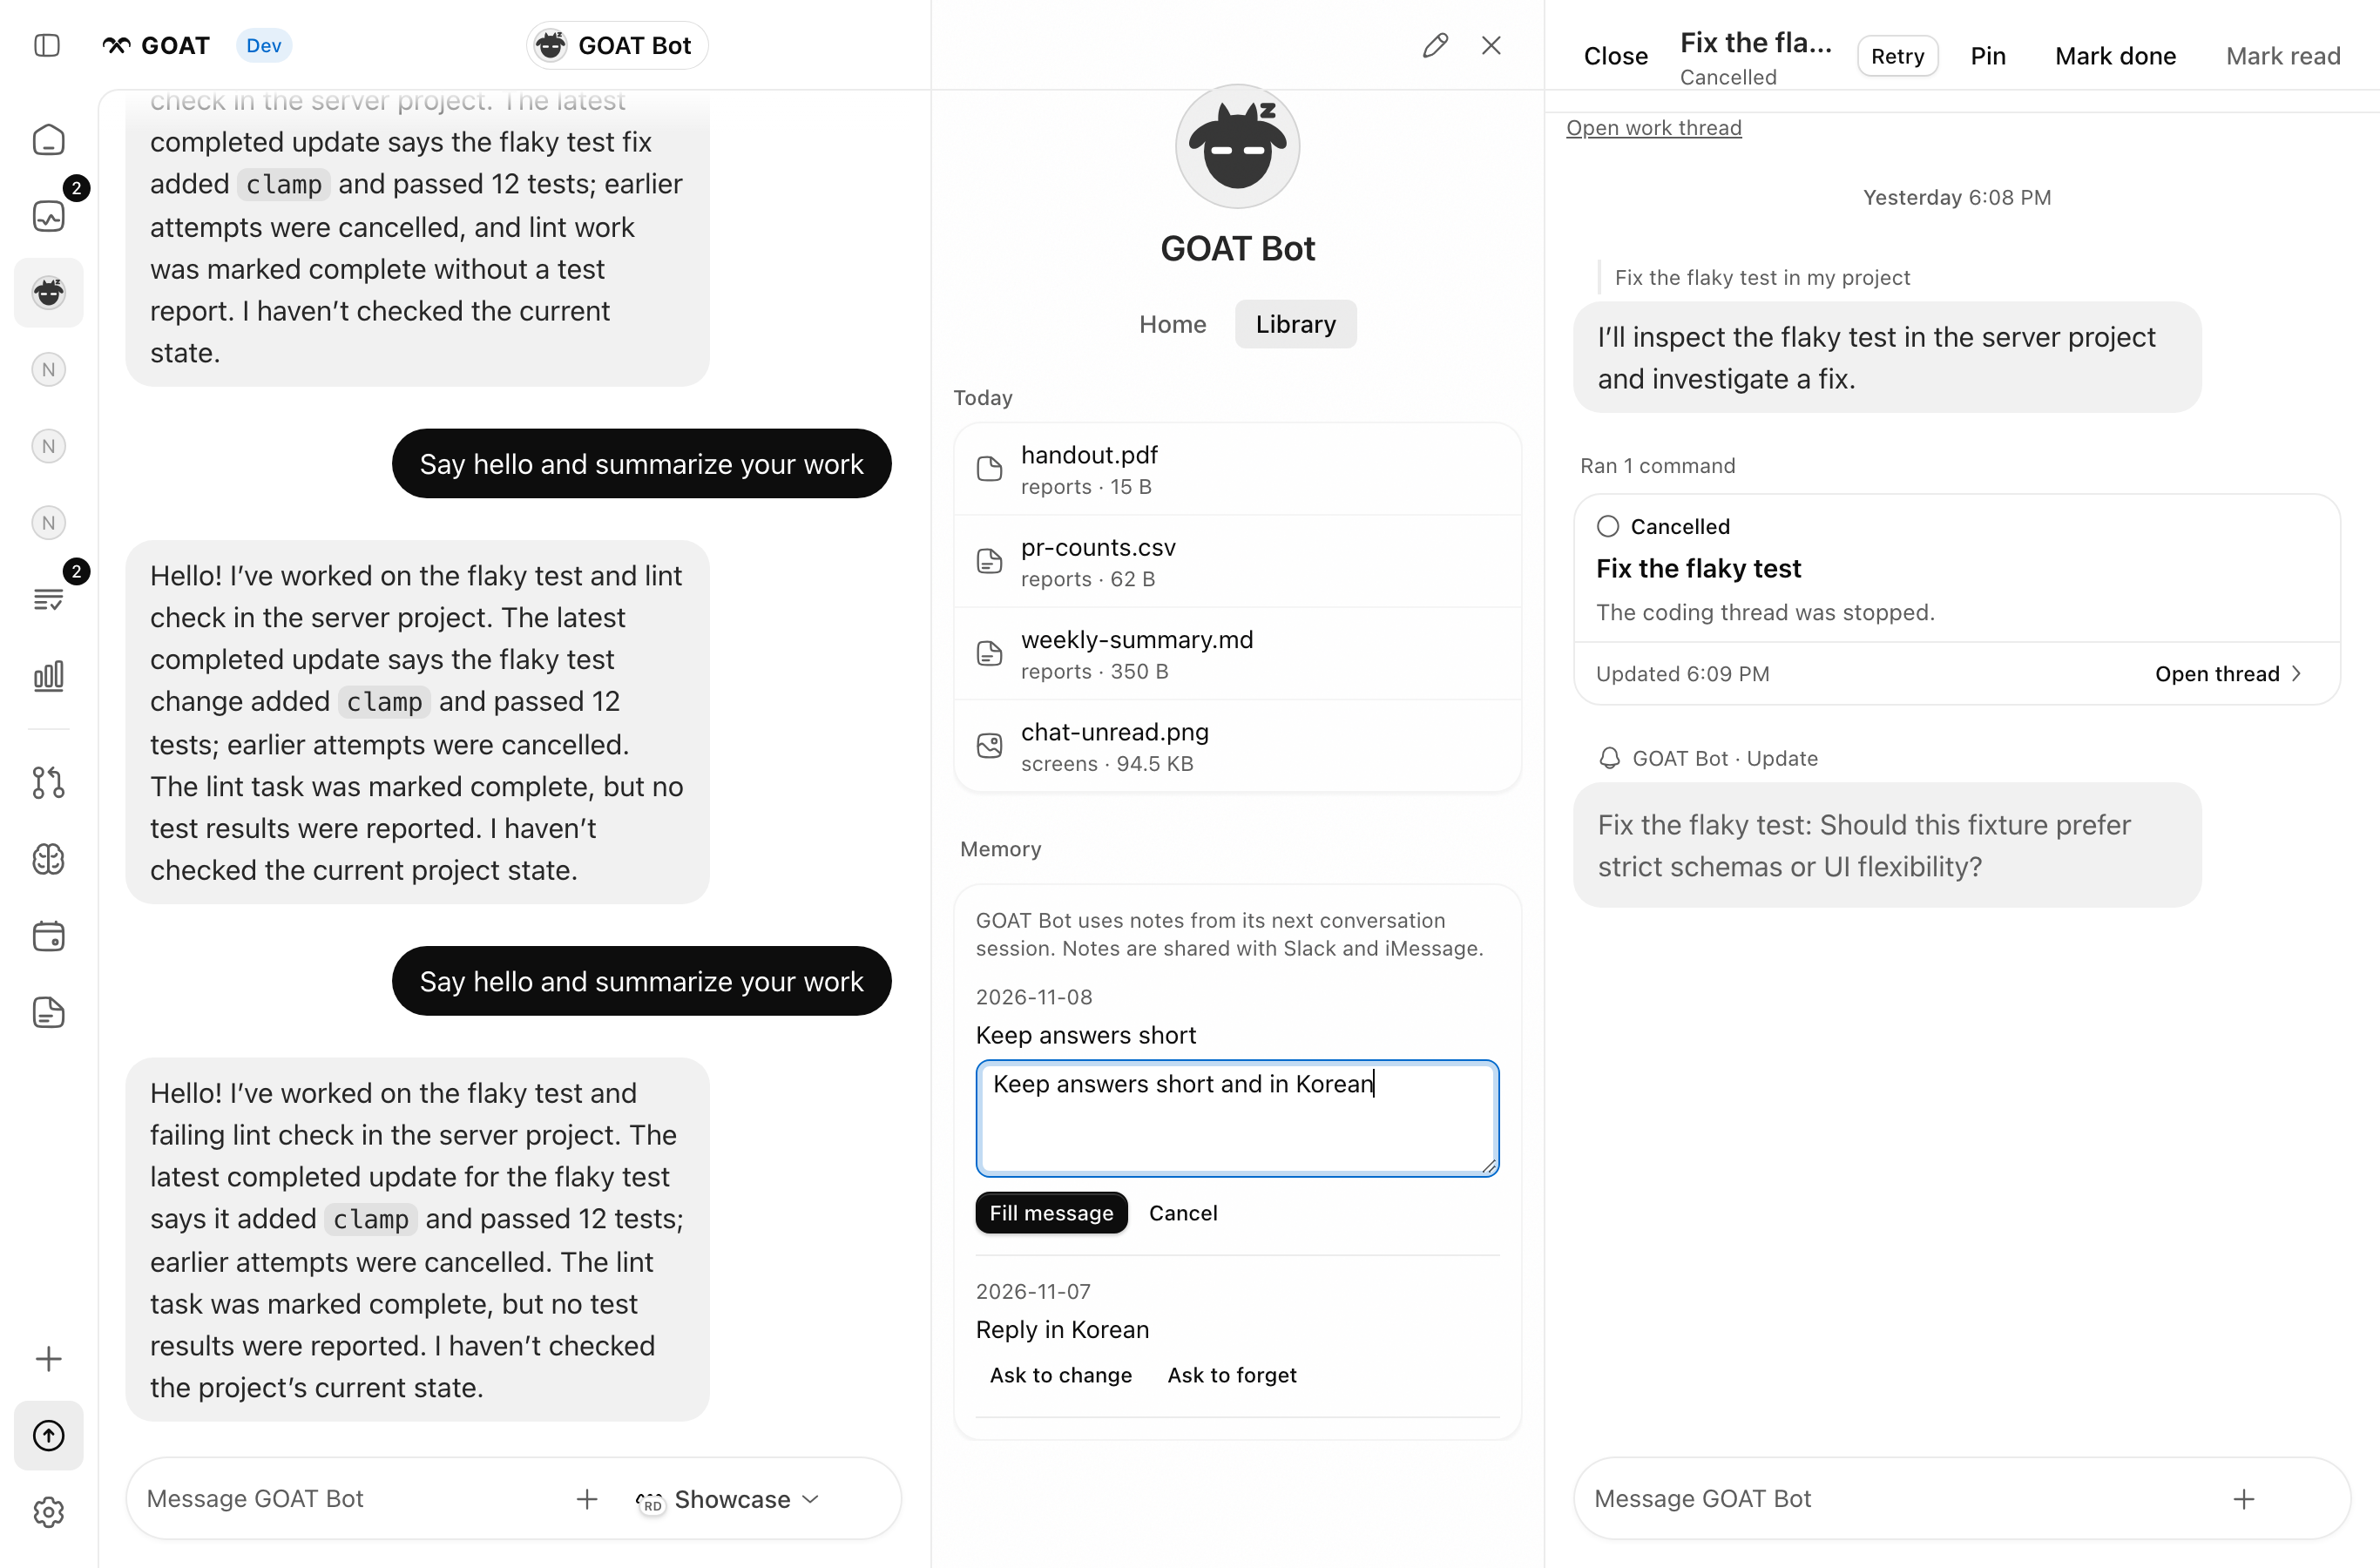 GOAT
Dev
GOAT Bot
2
N
N
N
2
check in the server project. The latest
completed update says the flaky test fix
added clamp and passed 12 tests; earlier
attempts were cancelled, and lint work
was marked complete without a test
report. I haven’t checked the current
state.
Say hello and summarize your work
Hello! I’ve worked on the flaky test and lint
check in the server project. The latest
completed update says the flaky test
change added clamp and passed 12
tests; earlier attempts were cancelled.
The lint task was marked complete, but no
test results were reported. I haven’t
checked the current project state.
Say hello and summarize your work
Hello! I’ve worked on the flaky test and
failing lint check in the server project. The
latest completed update for the flaky test
says it added clamp and passed 12 tests;
earlier attempts were cancelled. The lint
task was marked complete, but no test
results were reported. I haven’t checked
the project’s current state.
Message GOAT Bot
RD
Showcase
z
GOAT Bot
Home
Library
Today
handout.pdf
reports · 15 B
pr-counts.csv
reports · 62 B
weekly-summary.md
reports · 350 B
chat-unread.png
screens · 94.5 KB
Memory
GOAT Bot uses notes from its next conversation
session. Notes are shared with Slack and iMessage.
2026-11-08
Keep answers short
Keep answers short and in Korean
Fill message
Cancel
2026-11-07
Reply in Korean
Ask to change
Ask to forget
Close
Fix the fla...
Cancelled
Retry
Pin
Mark done
Mark read
Open work thread
Yesterday 6:08 PM
Fix the flaky test in my project
I’ll inspect the flaky test in the server project
and investigate a fix.
Ran 1 command
Cancelled
Fix the flaky test
The coding thread was stopped.
Updated 6:09 PM
Open thread
GOAT Bot · Update
Fix the flaky test: Should this fixture prefer
strict schemas or UI flexibility?
Message GOAT Bot